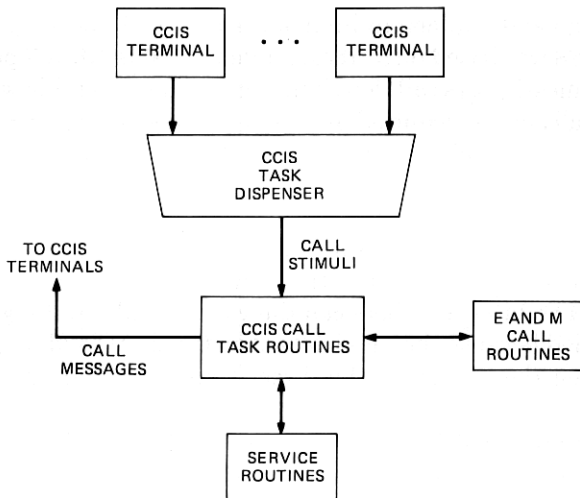 CCIS
TERMINAL
. . .
CCIS
TERMINAL
CCIS
TASK
DISPENSER
CALL
STIMULI
TO CCIS
TERMINALS
CCIS CALL
TASK ROUTINES
E AND M
CALL
ROUTINES
CALL
MESSAGES
SERVICE
ROUTINES